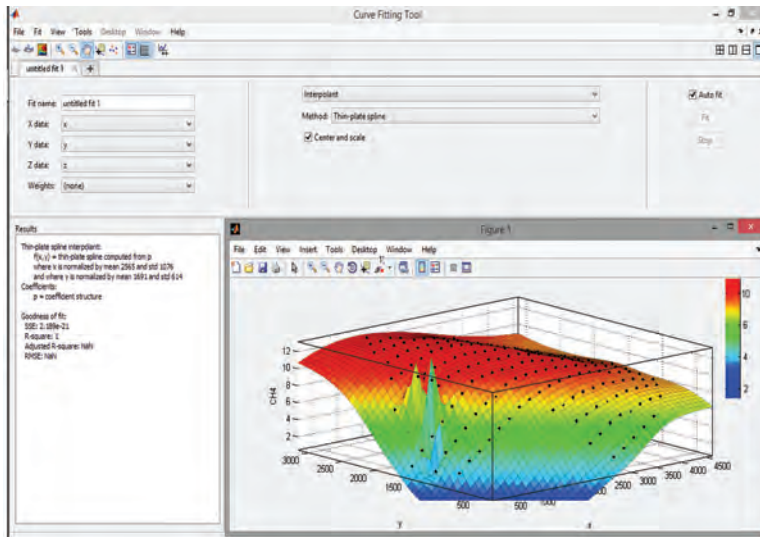 Curve Fitting Tool
File Fit View Tools Desktop Window Help
untitled fit 1
Fit name: untitled fit 1
X data: x
Y data: y
Z data: z
Weights: (none)
Interpolant
Method: Thin-plate spline
Center and scale
Auto fit
Fit
Stop
Results
Thin-plate spline interpolant:
f(x,y) = thin-plate spline computed from p
where x is normalized by mean 2565 and std 1076
and where y is normalized by mean 1691 and std 614
Coefficients:
p = coefficient structure
Goodness of fit:
SSE: 2.189e-21
R-square: 1
Adjusted R-square: NaN
RMSE: NaN
Figure 1
File Edit View Insert Tools Desktop Window Help
12
10
8
6
4
2
CH4
3000
2500
2000
1500
500
y
500
1000
2000
2500
3000
3500
4000
4500
x
10
8
6
4
2